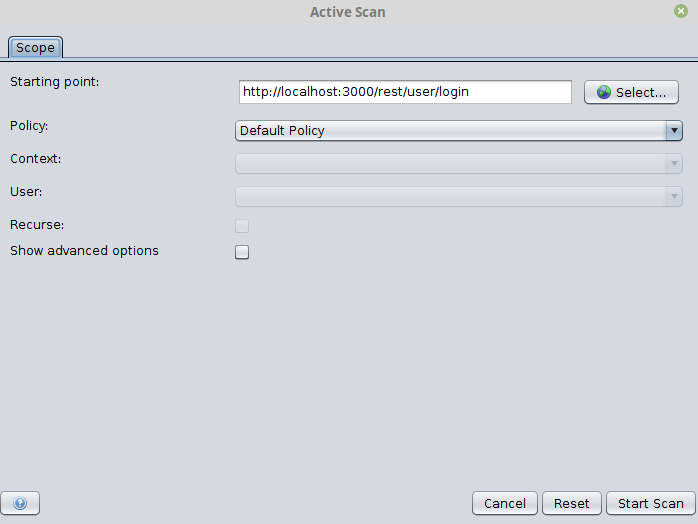 Active Scan
Scope
Starting point: http://localhost:3000/rest/user/login Select...
Policy: Default Policy
Context:
User:
Recurse:
Show advanced options
? Cancel Reset Start Scan